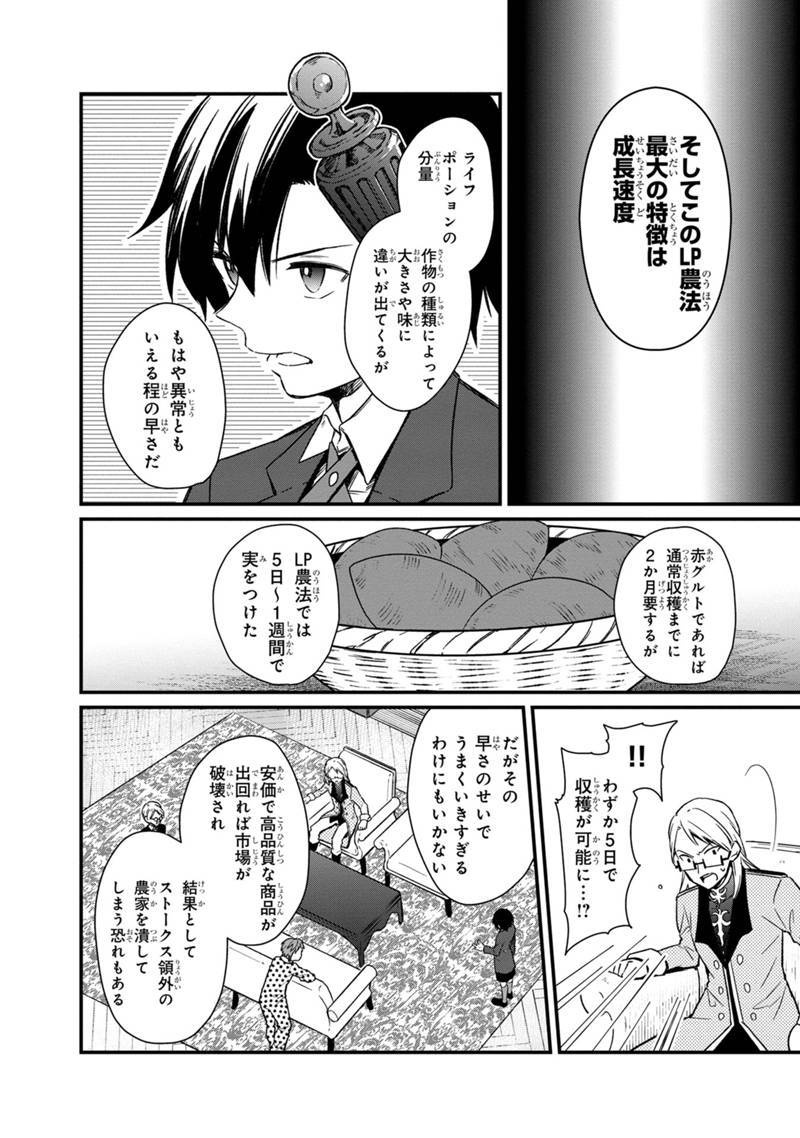 そしてこのLP農法
最大の特徴は
成長速度
ライフ
ポーションの
分量
作物の種類によって
大きさや味に
違いが出てくるが
もはや異常とも
いえる程の早さだ
赤グルトであれば
通常収穫までに
2か月要するが
LP農法では
5日～1週間で
実をつけた
!!
わずか5日で
収穫が可能に…!?
だがその
早さのせいで
うまくいきすぎる
わけにもいかない
安価で高品質な商品が
出回れば市場が
破壊され
結果として
ストークス領外の
農家を潰して
しまう恐れもある